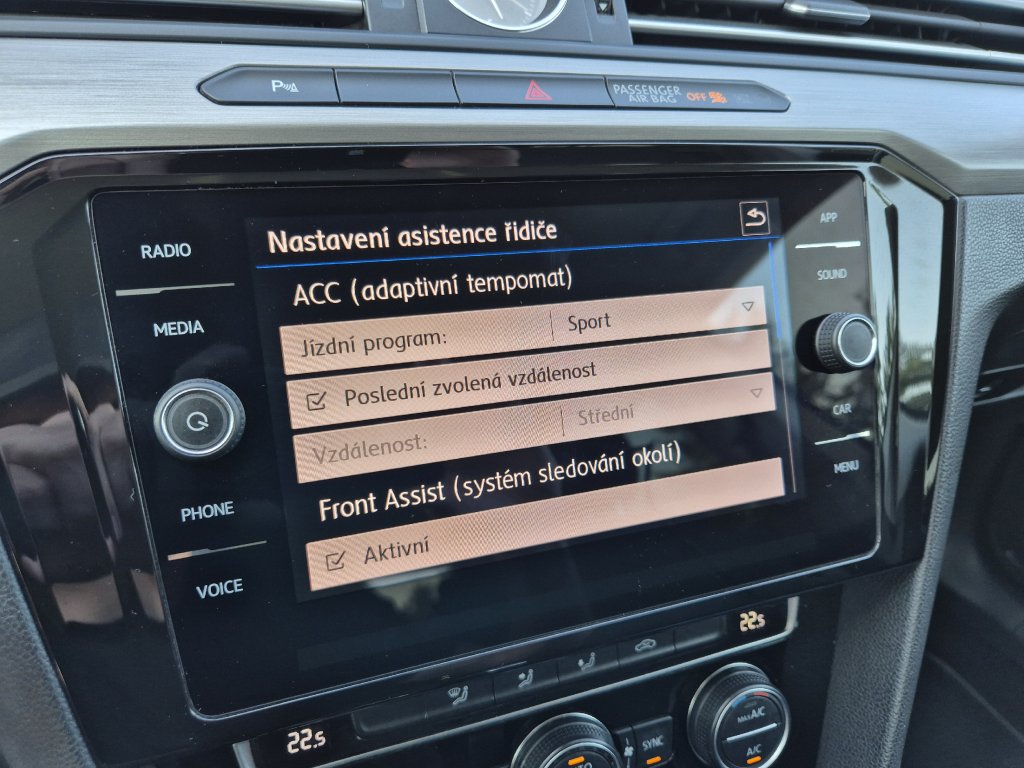 P
PASSENGER
AIR BAG OFF
RADIO
MEDIA
PHONE
VOICE
Nastavení asistence řidiče
ACC (adaptivní tempomat)
Jízdní program: Sport
Poslední zvolená vzdálenost
Vzdálenost: Střední
Front Assist (systém sledování okolí)
Aktivní
APP
SOUND
CAR
MENU
22.5
22.5
SYNC
MAX A/C
A/C